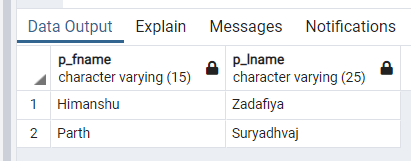 Data Output Explain Messages Notifications
p_fname p_lname
character varying (15) character varying (25)
1 Himanshu Zadafiya
2 Parth Suryadhvaj